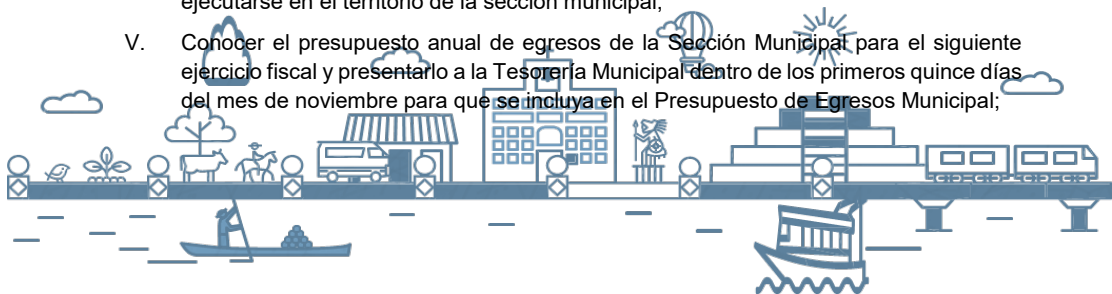 ejecutarse en el territorio de la sección municipal;
V. Conocer el presupuesto anual de egresos de la Sección Municipal para el siguiente
ejercicio fiscal y presentarlo a la Tesorería Municipal dentro de los primeros quince días
del mes de noviembre para que se incluya en el Presupuesto de Egresos Municipal;